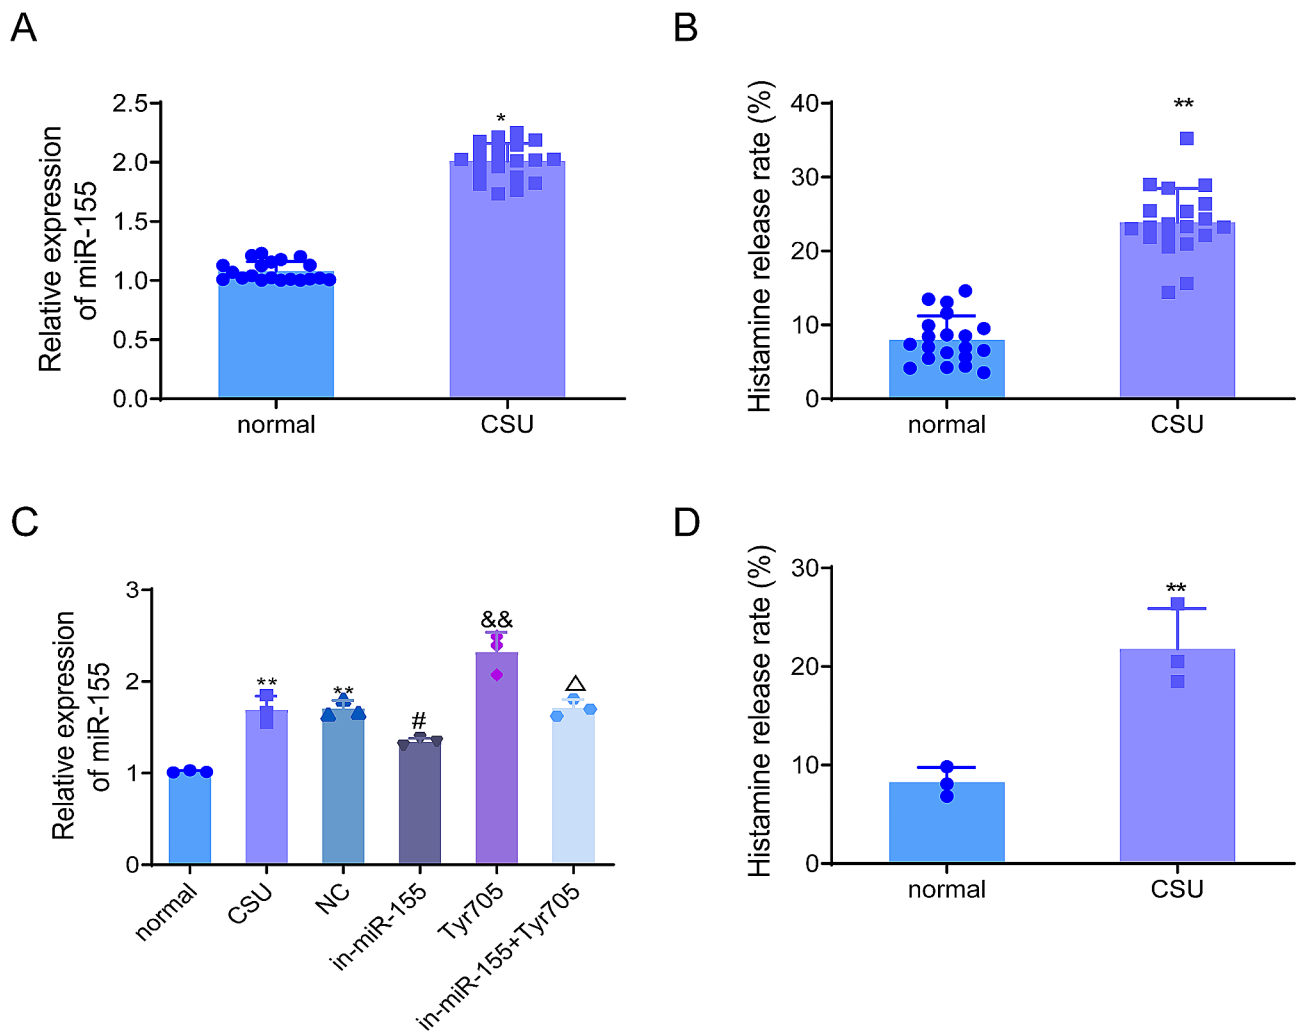 A
Relative expression
of miR-155
2.5
2.0
1.5
1.0
0.5
0.0
*
normal
CSU
B
Histamine release rate (%)
40
30
20
10
0
**
normal
CSU
C
Relative expression
of miR-155
3
2
1
0
**
**
#
&&
△
normal
CSU
NC
in-miR-155
Tyr705
in-miR-155+Tyr705
D
Histamine release rate (%)
30
20
10
0
**
normal
CSU